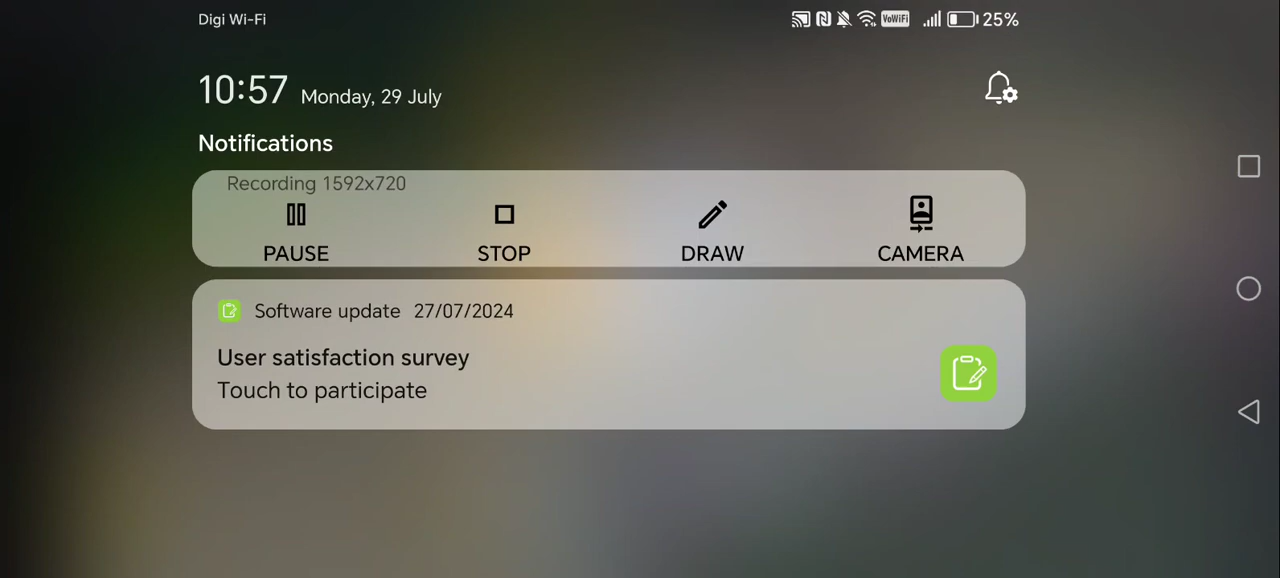 Digi Wi-Fi
VoWiFi
25%
10:57 Monday, 29 July
Notifications
Recording 1592x720
PAUSE
STOP
DRAW
CAMERA
Software update 27/07/2024
User satisfaction survey
Touch to participate